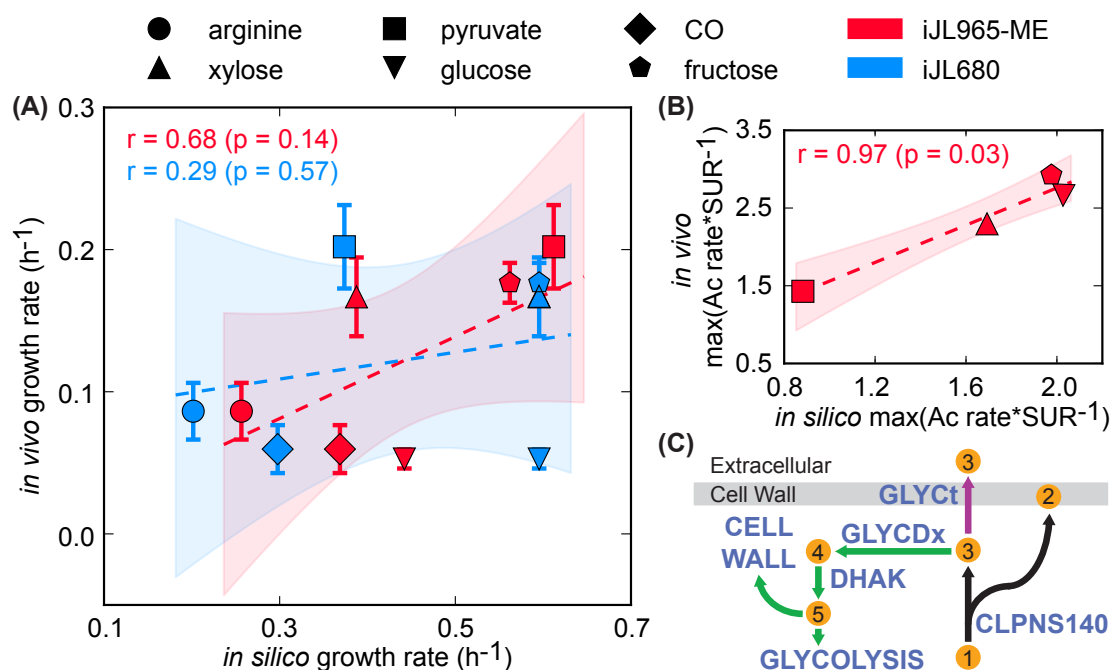 arginine pyruvate CO iJL965-ME
xylose glucose fructose iJL680
(A)
r = 0.68 (p = 0.14)
r = 0.29 (p = 0.57)
in vivo growth rate (h-1)
0.3
0.2
0.1
0.0
0.1 0.3 0.5 0.7
in silico growth rate (h-1)
(B)
r = 0.97 (p = 0.03)
in vivo
max(Ac rate*SUR-1)
3.5
2.5
1.5
0.5
0.8 1.2 1.6 2.0
in silico max(Ac rate*SUR-1)
(C)
Extracellular 3
Cell Wall GLYCt 2
CELL
WALL
GLYCDx
4 3
DHAK
5
CLPNS140
GLYCOLYSIS 1